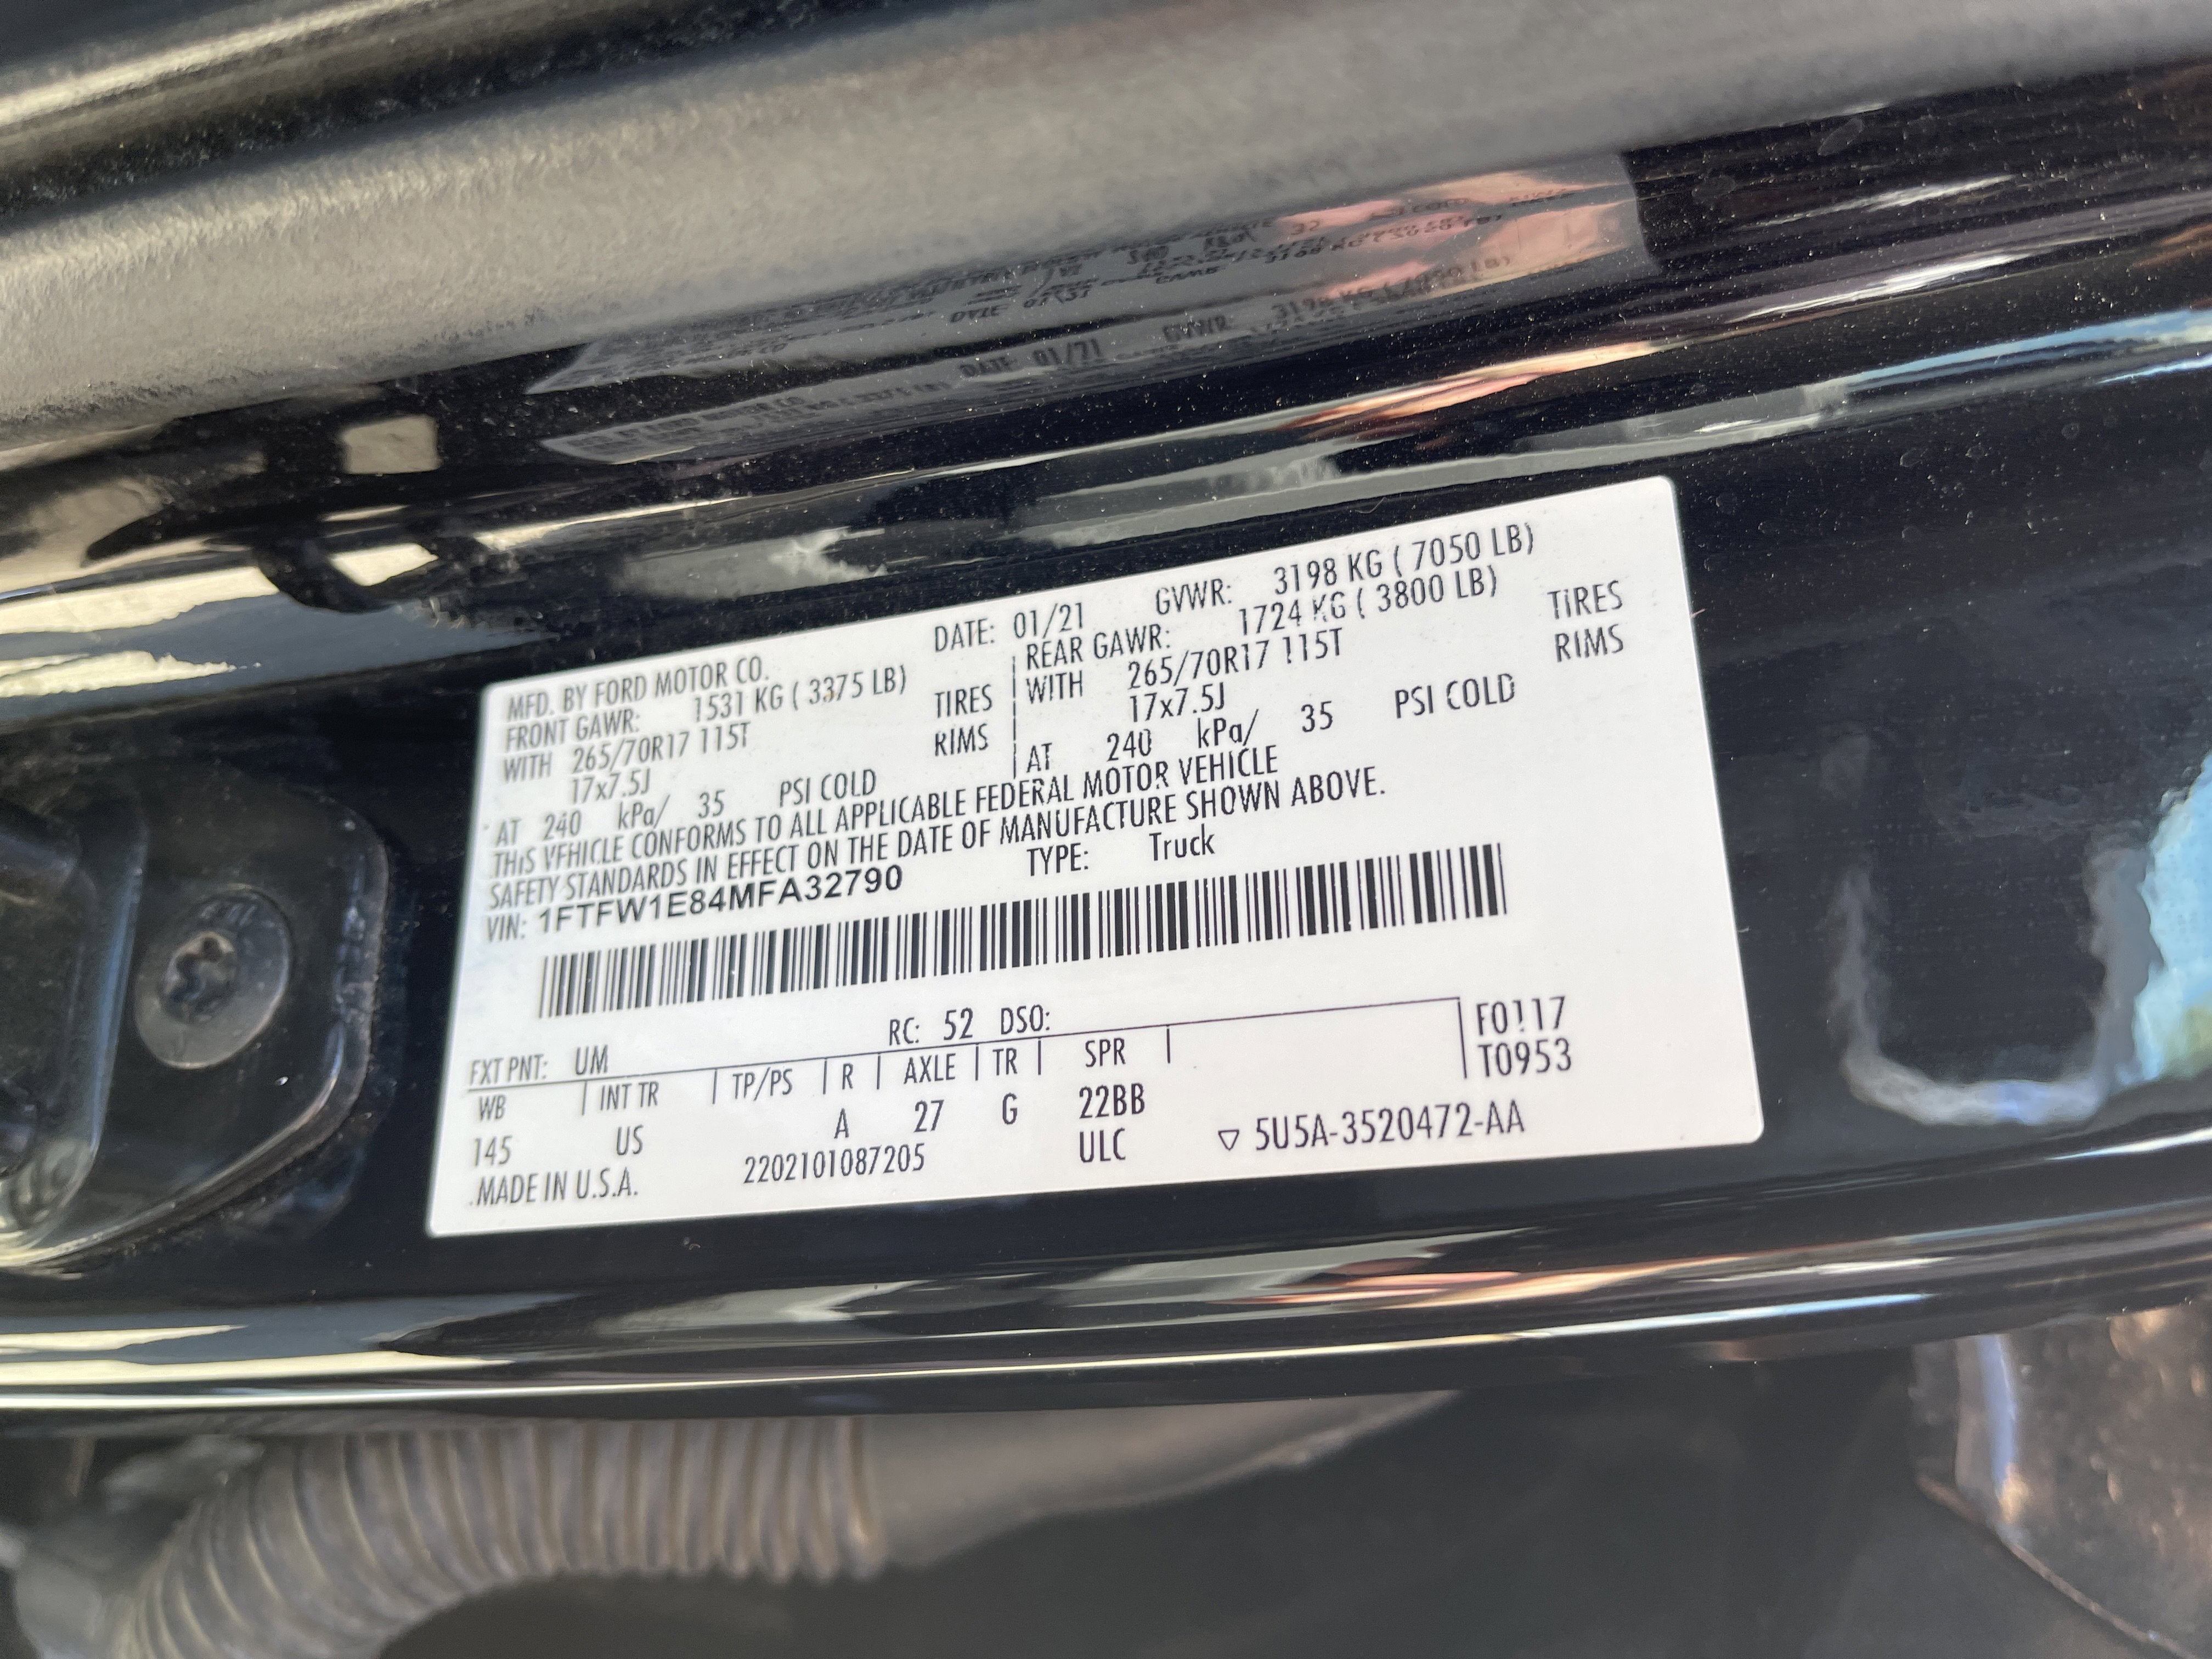 MFD. BY FORD MOTOR CO. DATE: 01/21 GVWR: 3198 KG ( 7050 LB)
FRONT GAWR: 1531 KG ( 3375 LB) REAR GAWR: 1724 KG ( 3800 LB)
WITH 265/70R17 115T TIRES WITH 265/70R17 115T TIRES
17x7.5J RIMS 17x7.5J RIMS
AT 240 kPa/ 35 PSI COLD AT 240 kPa/ 35 PSI COLD
THIS VEHICLE CONFORMS TO ALL APPLICABLE FEDERAL MOTOR VEHICLE
SAFETY STANDARDS IN EFFECT ON THE DATE OF MANUFACTURE SHOWN ABOVE.
VIN: 1FTFW1E84MFA32790 TYPE: Truck
EXT PNT: UM RC: 52 DSO: F0117
WB INT TR TP/PS R AXLE TR SPR T0953
145 US A 27 G 22BB
MADE IN U.S.A. 2202101087205 ULC ▽ 5U5A-3520472-AA